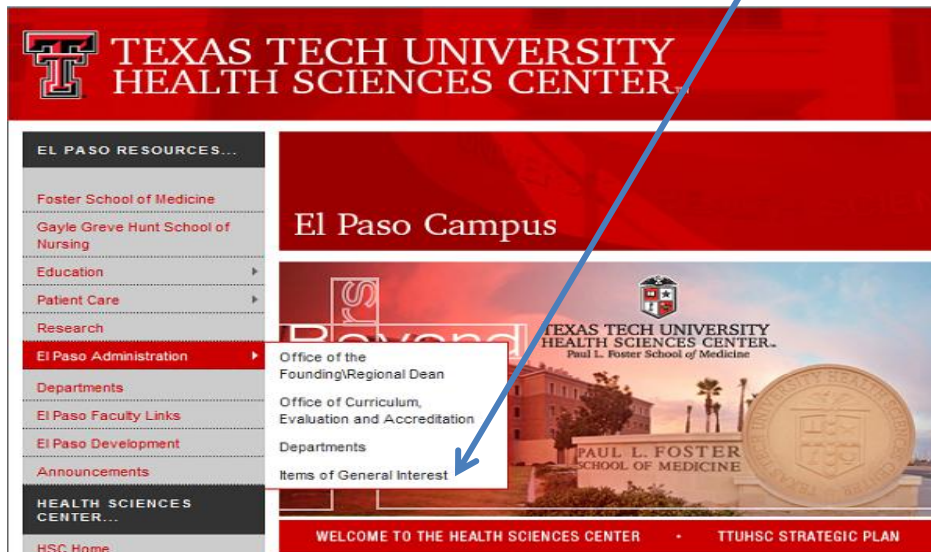 TEXAS TECH UNIVERSITY
HEALTH SCIENCES CENTER™
EL PASO RESOURCES...
Foster School of Medicine
Gayle Greve Hunt School of
Nursing
Education
Patient Care
Research
El Paso Administration
Departments
El Paso Faculty Links
El Paso Development
Announcements
HEALTH SCIENCES
CENTER...
HSC Home
El Paso Campus
Beyond
TEXAS TECH UNIVERSITY
HEALTH SCIENCES CENTER™
Paul L. Foster School of Medicine
Office of the
Founding\Regional Dean
Office of Curriculum,
Evaluation and Accreditation
Departments
Items of General Interest
PAUL L. FOSTER
SCHOOL OF MEDICINE
WELCOME TO THE HEALTH SCIENCES CENTER • TTUHSC STRATEGIC PLAN